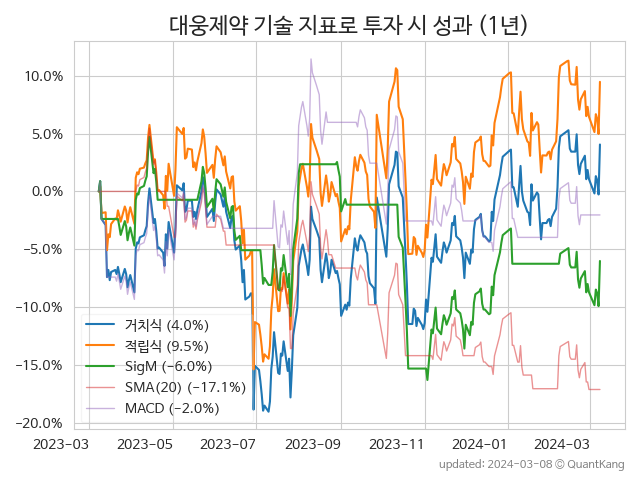 대웅제약 기술 지표로 투자 시 성과 (1년)
10.0%
5.0%
0.0%
−5.0%
−10.0%
−15.0%
−20.0%
거치식 (4.0%)
적립식 (9.5%)
SigM (−6.0%)
SMA(20) (−17.1%)
MACD (−2.0%)
2023−03 2023−05 2023−07 2023−09 2023−11 2024−01 2024−03
updated: 2024−03−08 © QuantKang